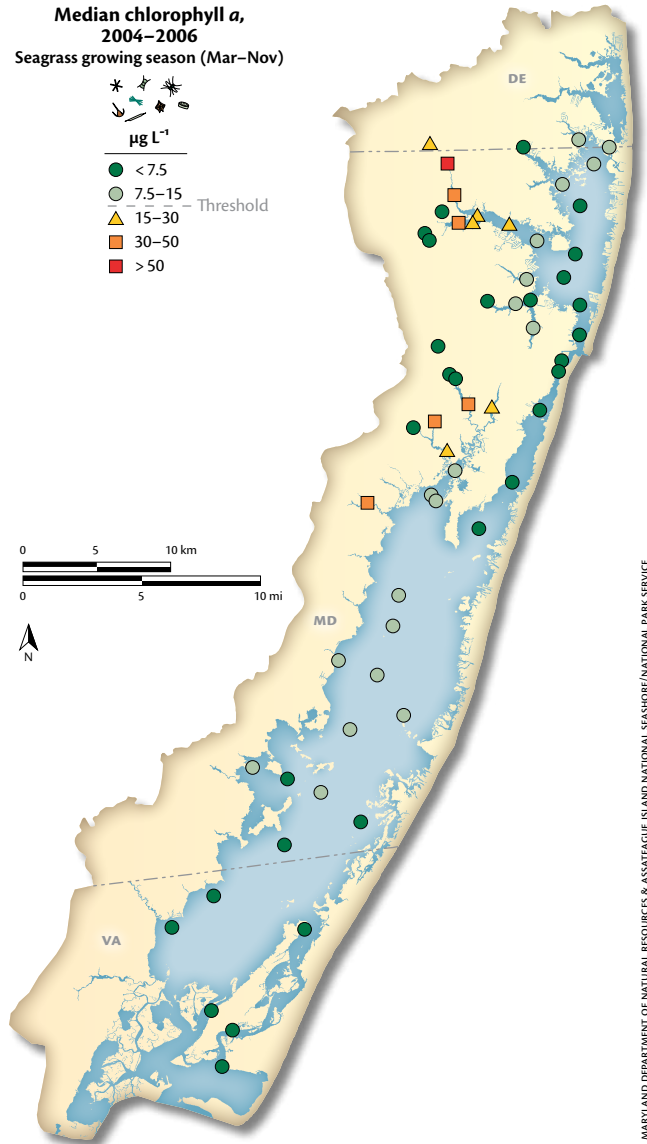 Median chlorophyll a,
2004–2006
Seagrass growing season (Mar–Nov)
µg L⁻¹
< 7.5
7.5–15
Threshold
15–30
30–50
> 50
DE
0 5 10 km
0 5 10 mi
N
MD
VA
MARYLAND DEPARTMENT OF NATURAL RESOURCES & ASSATEAGUE ISLAND NATIONAL SEASHORE/NATIONAL PARK SERVICE